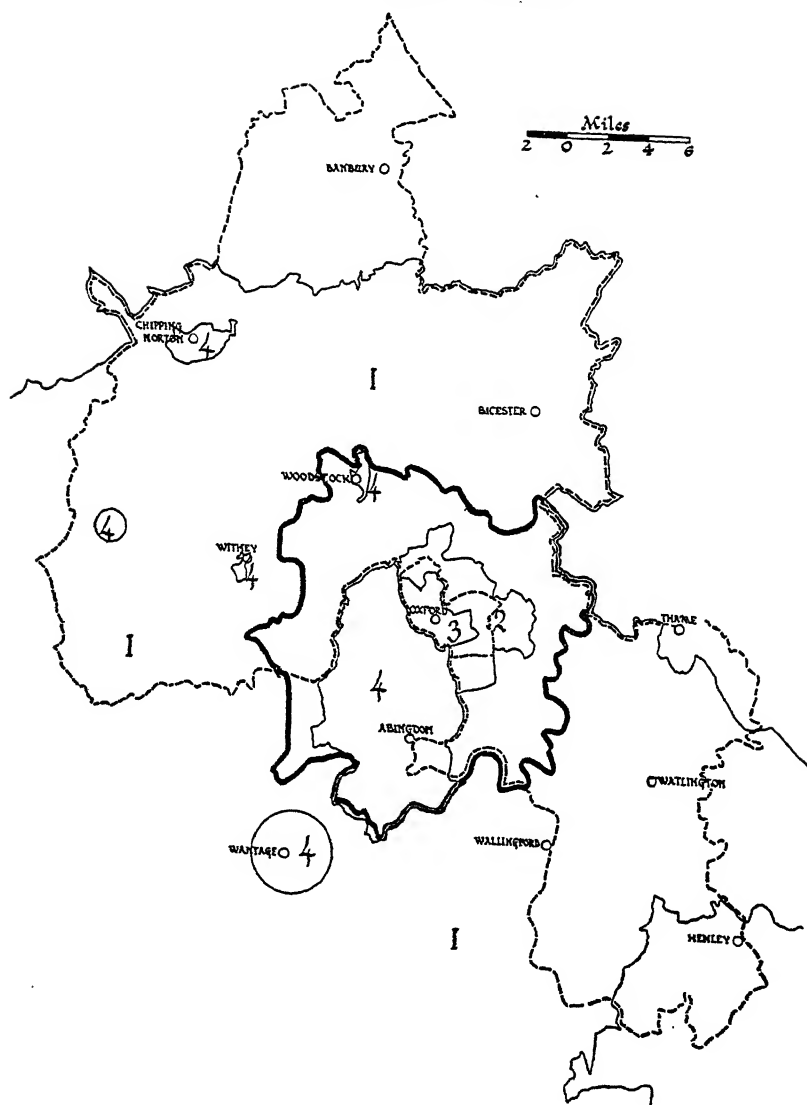 Miles
2 0 2 4 6
BANBURY
CHIPPING
NORTON
4
I
BICESTER
WOODSTOCK
4
4
WITNEY
4
OXFORD
3
2
THAME
I
4
ABINGDON
WATLINGTON
WANTAGE
4
WALLINGFORD
I
HENLEY